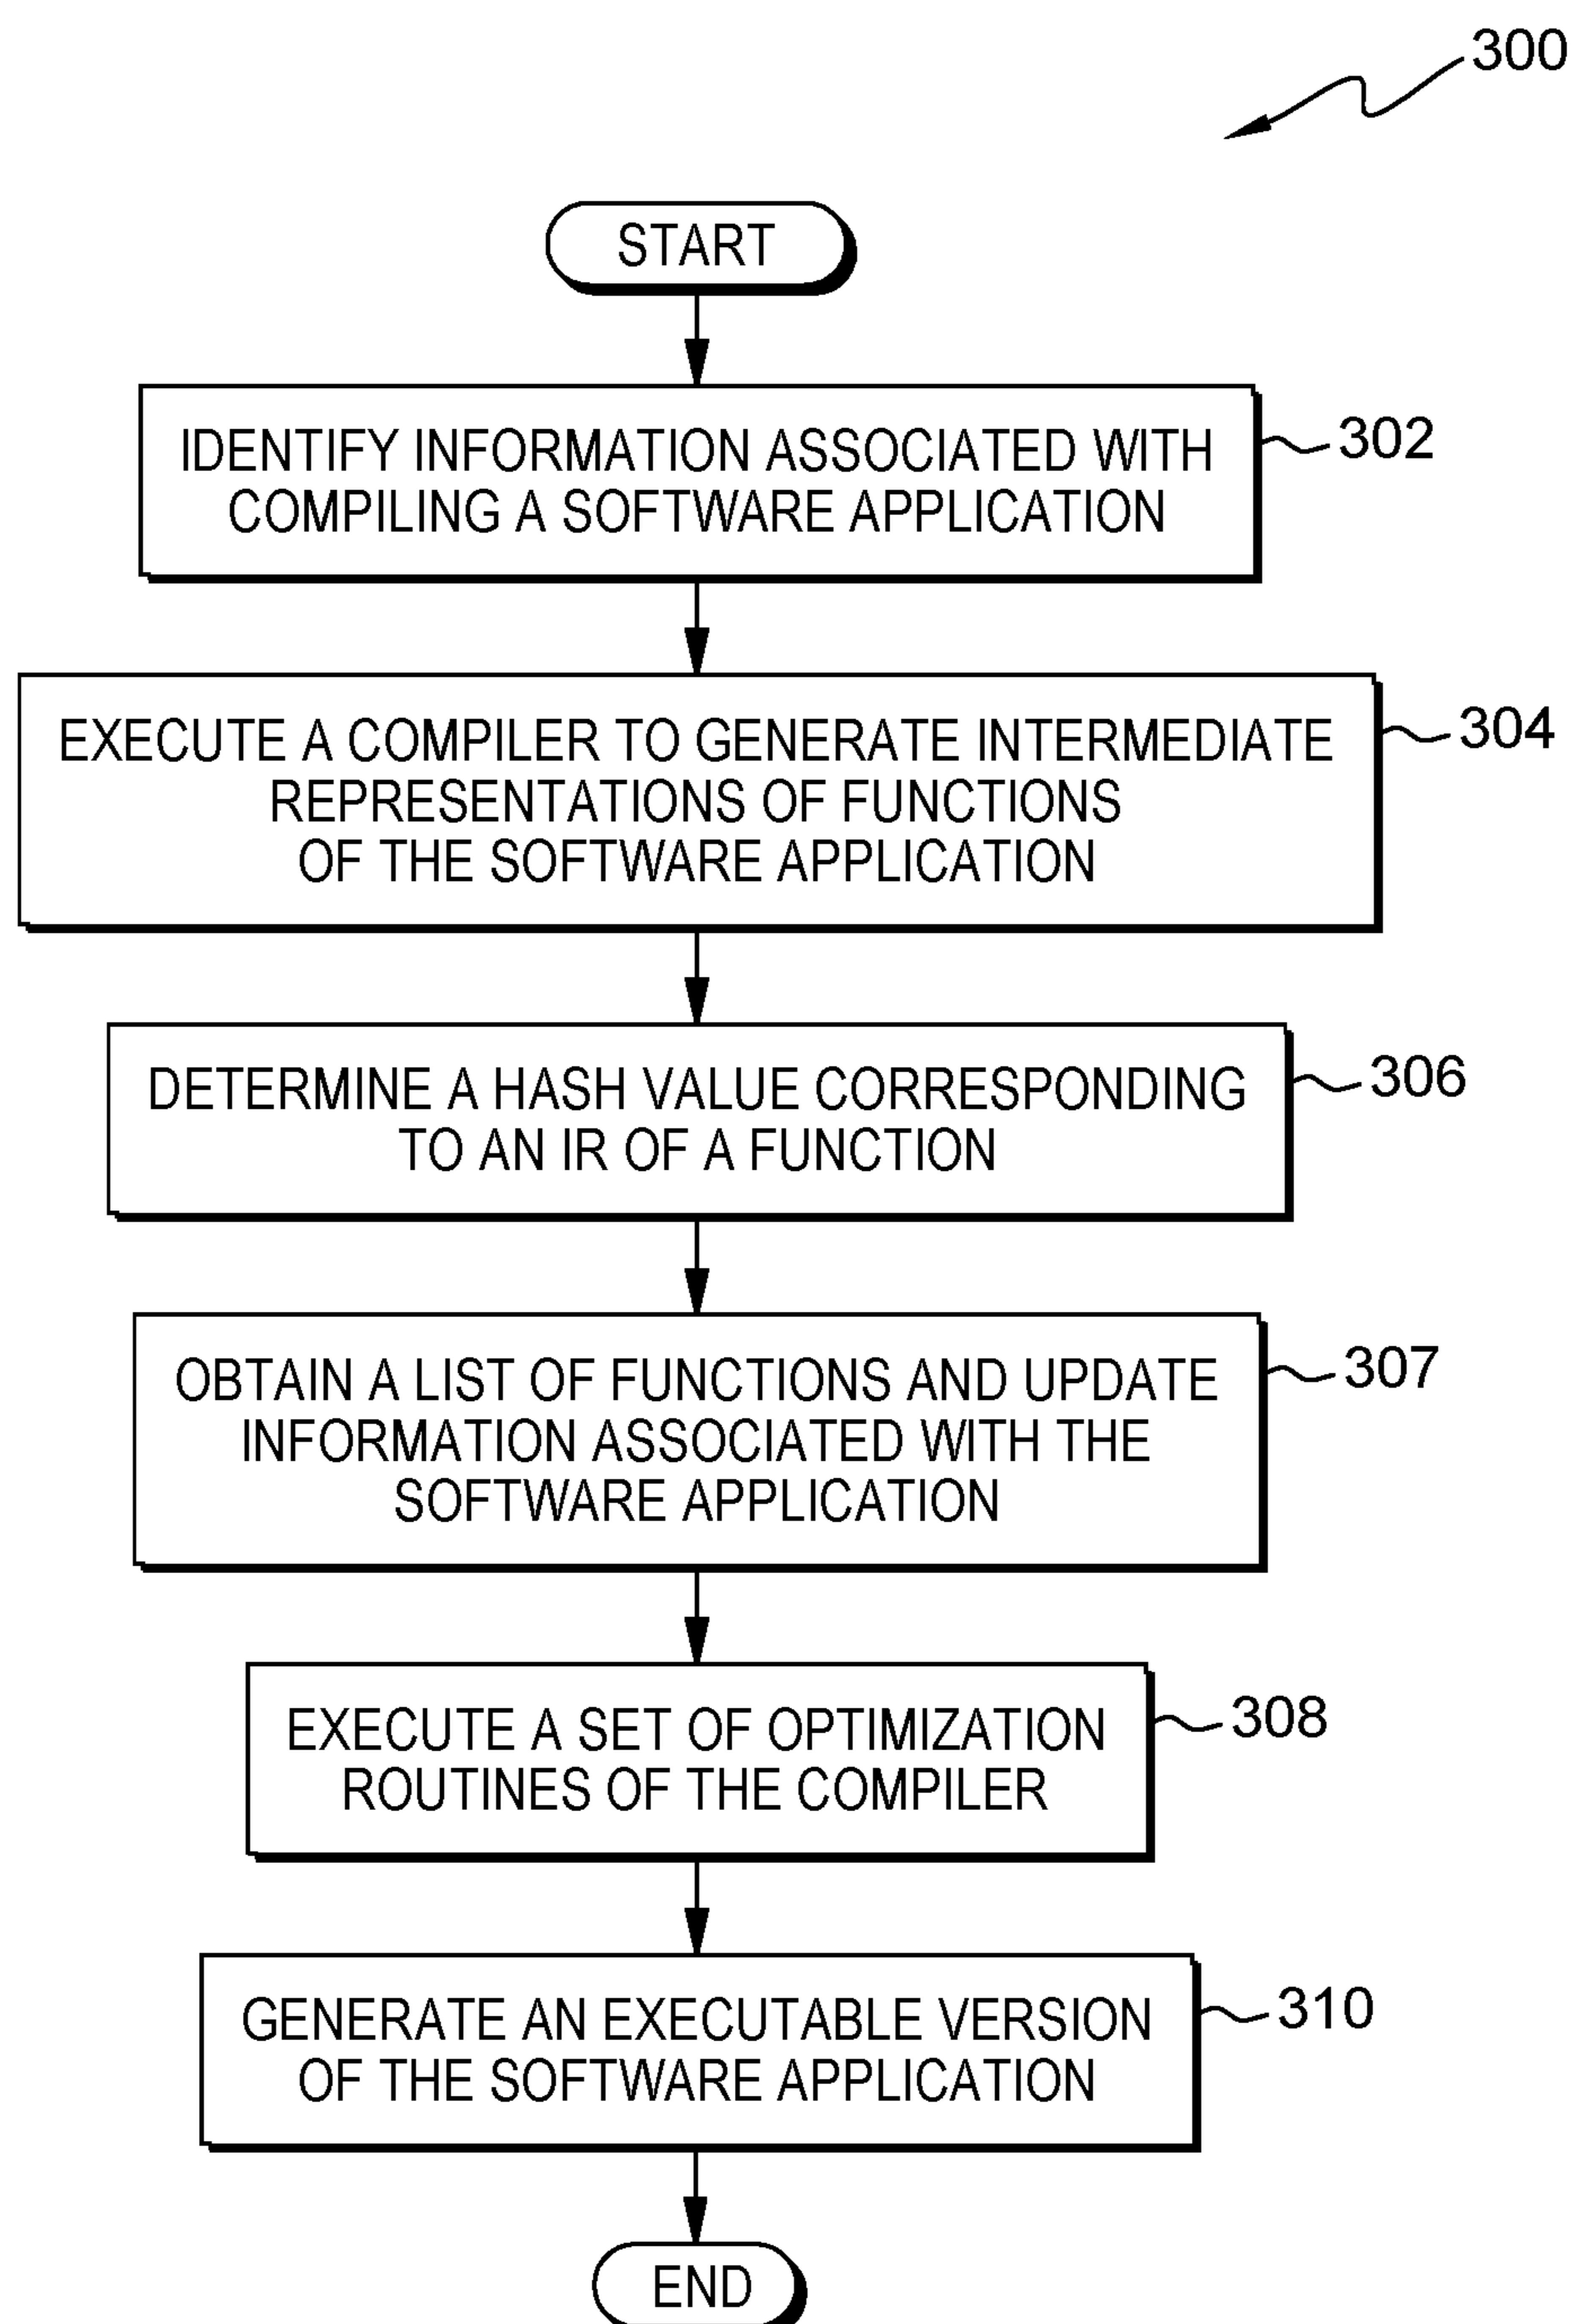 300
START
IDENTIFY INFORMATION ASSOCIATED WITH
COMPILING A SOFTWARE APPLICATION
302
EXECUTE A COMPILER TO GENERATE INTERMEDIATE
REPRESENTATIONS OF FUNCTIONS
OF THE SOFTWARE APPLICATION
304
DETERMINE A HASH VALUE CORRESPONDING
TO AN IR OF A FUNCTION
306
OBTAIN A LIST OF FUNCTIONS AND UPDATE
INFORMATION ASSOCIATED WITH THE
SOFTWARE APPLICATION
307
EXECUTE A SET OF OPTIMIZATION
ROUTINES OF THE COMPILER
308
GENERATE AN EXECUTABLE VERSION
OF THE SOFTWARE APPLICATION
310
END